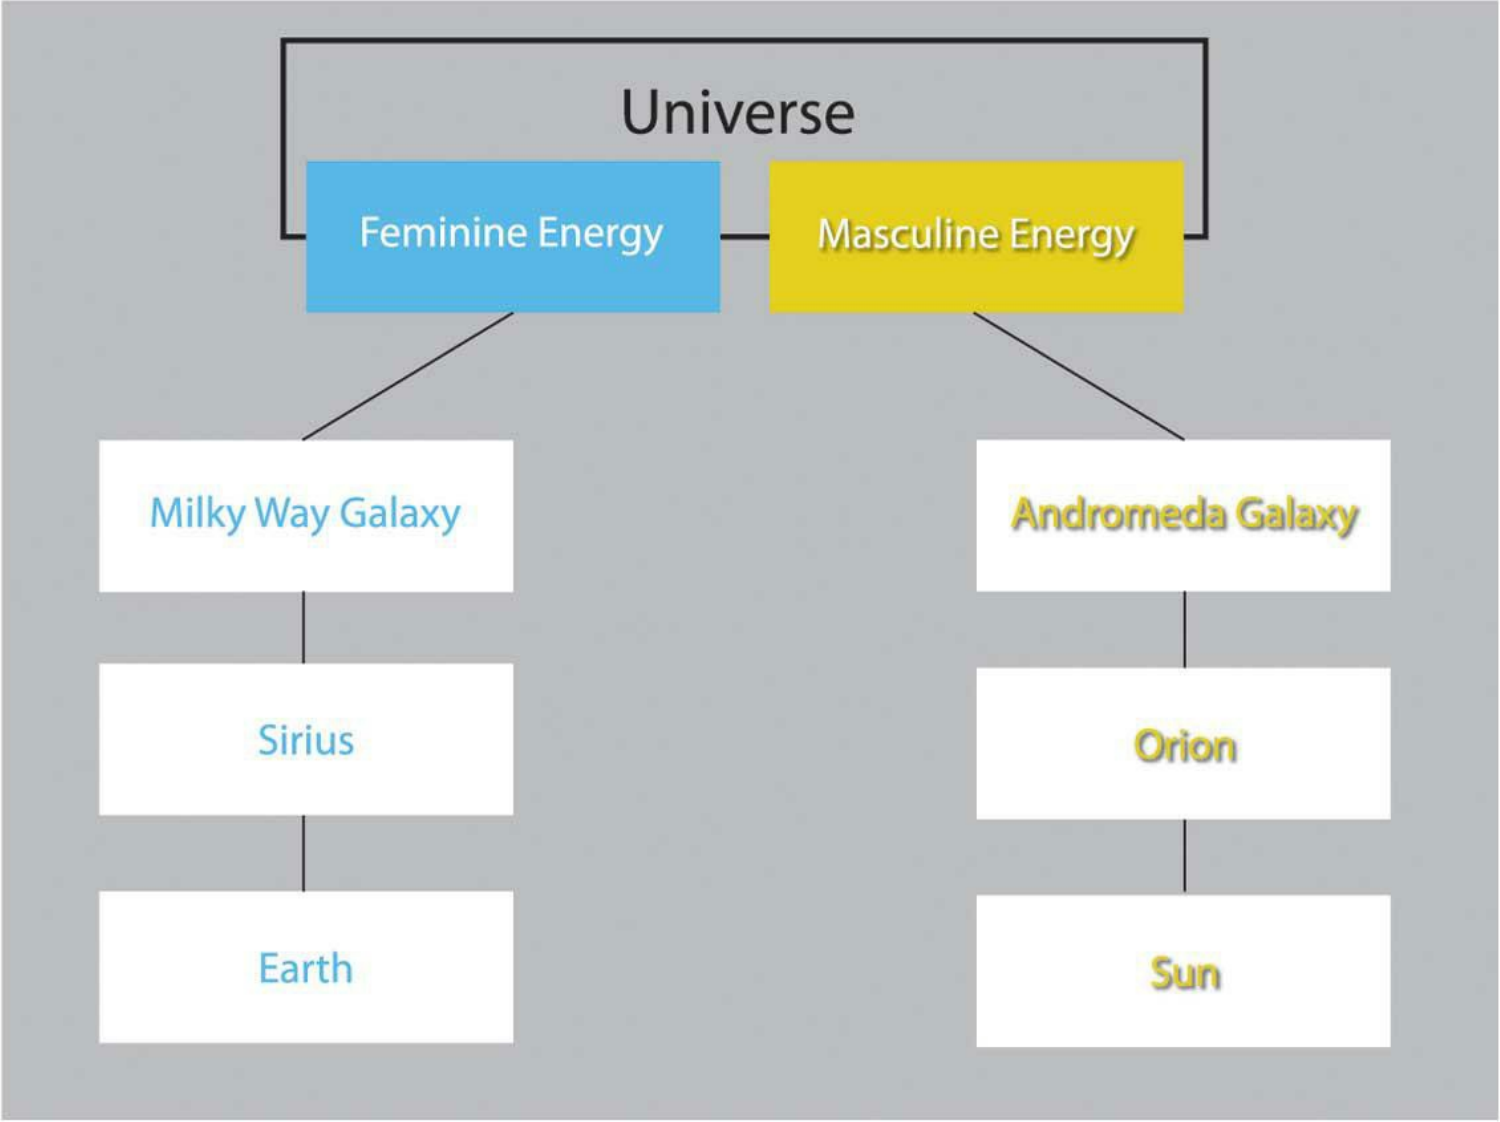 Universe
Feminine Energy
Masculine Energy
Milky Way Galaxy
Andromeda Galaxy
Sirius
Orion
Earth
Sun